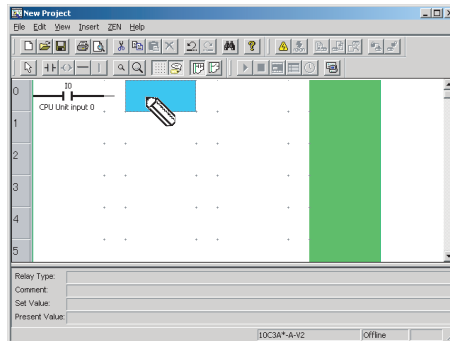 New Project
File Edit View Insert ZEN Help
0
I0
CPU Unit input 0
1
2
3
4
5
Relay Type:
Comment:
Set Value:
Present Value:
10C3A*-A-V2 Offline